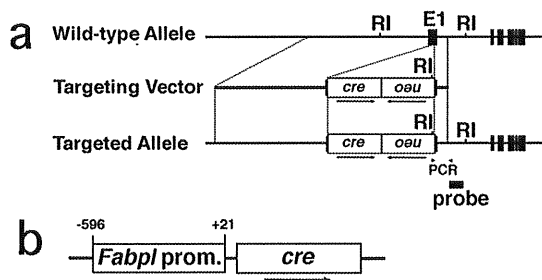 a
RI E1 RI
Wild-type Allele
RI
Targeting Vector cre neo
RI RI
Targeted Allele cre neo
PCR
probe
b
-596 +21
Fabpl prom. cre